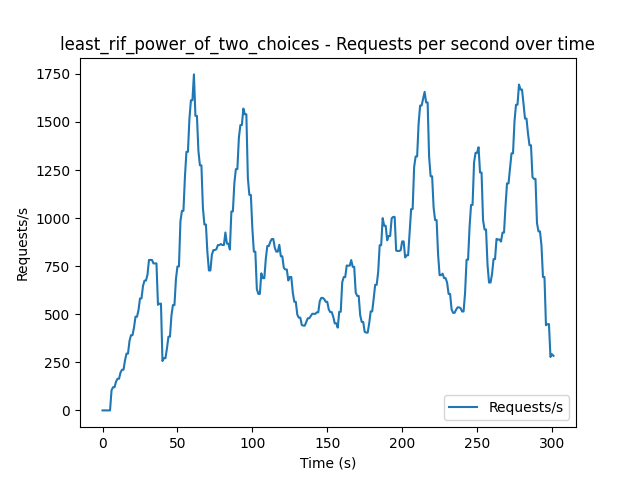 least_rif_power_of_two_choices - Requests per second over time
1750
1500
1250
1000
750
500
250
0
Requests/s
Requests/s
0 50 100 150 200 250 300
Time (s)